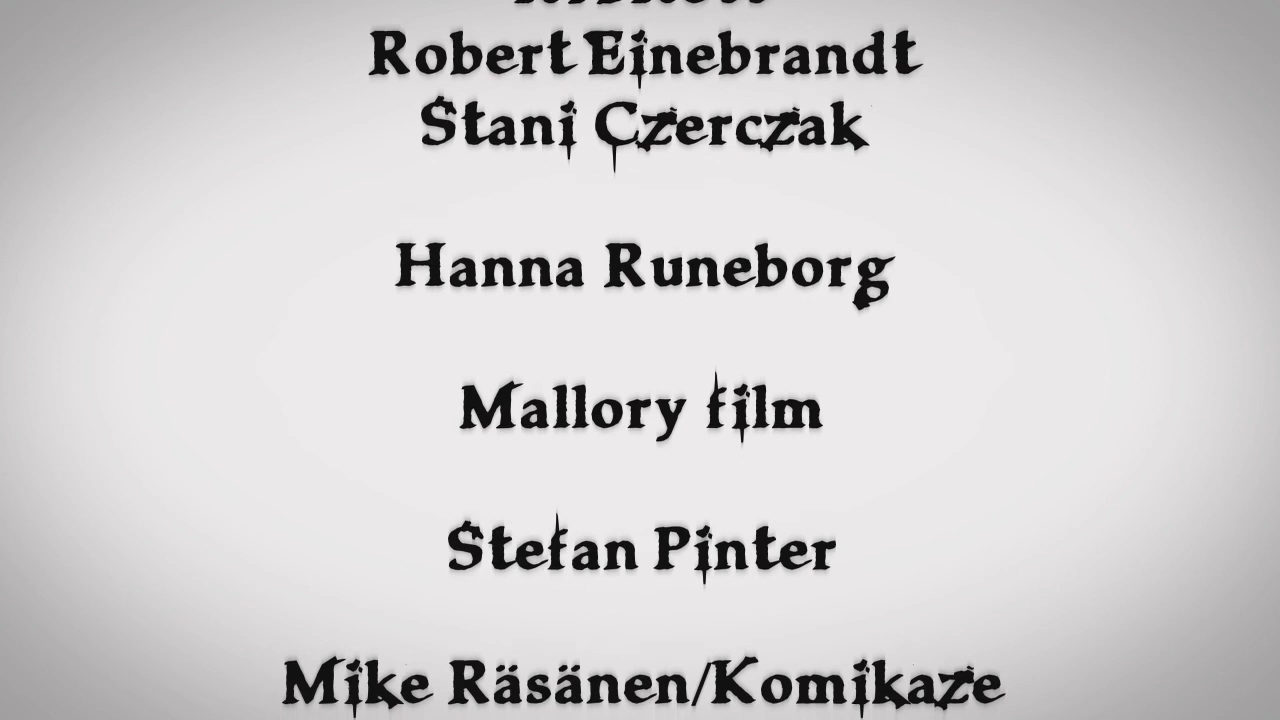 Robert Einebrandt
Stani Czerczak
Hanna Runeborg
Mallory film
Stefan Pinter
Mike Räsänen/Komikaze